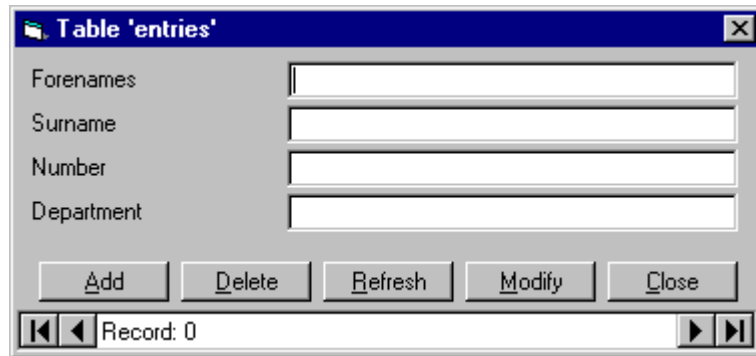 Table 'entries'
Forenames
Surname
Number
Department
Add Delete Refresh Modify Close
Record: 0